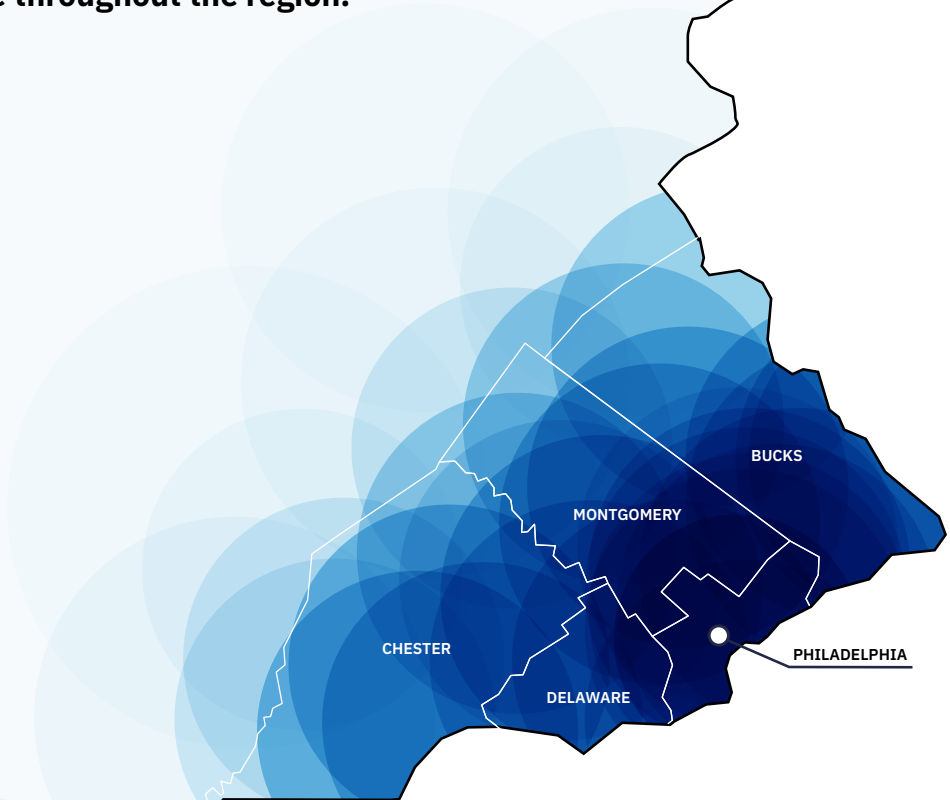 throughout the region.
BUCKS
MONTGOMERY
CHESTER
PHILADELPHIA
DELAWARE